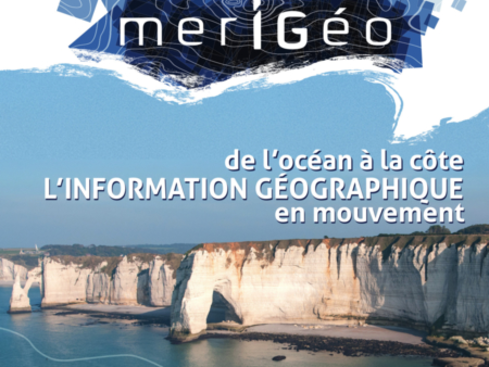 merIGéo
de l'océan à la côte
L'INFORMATION GÉOGRAPHIQUE
en mouvement